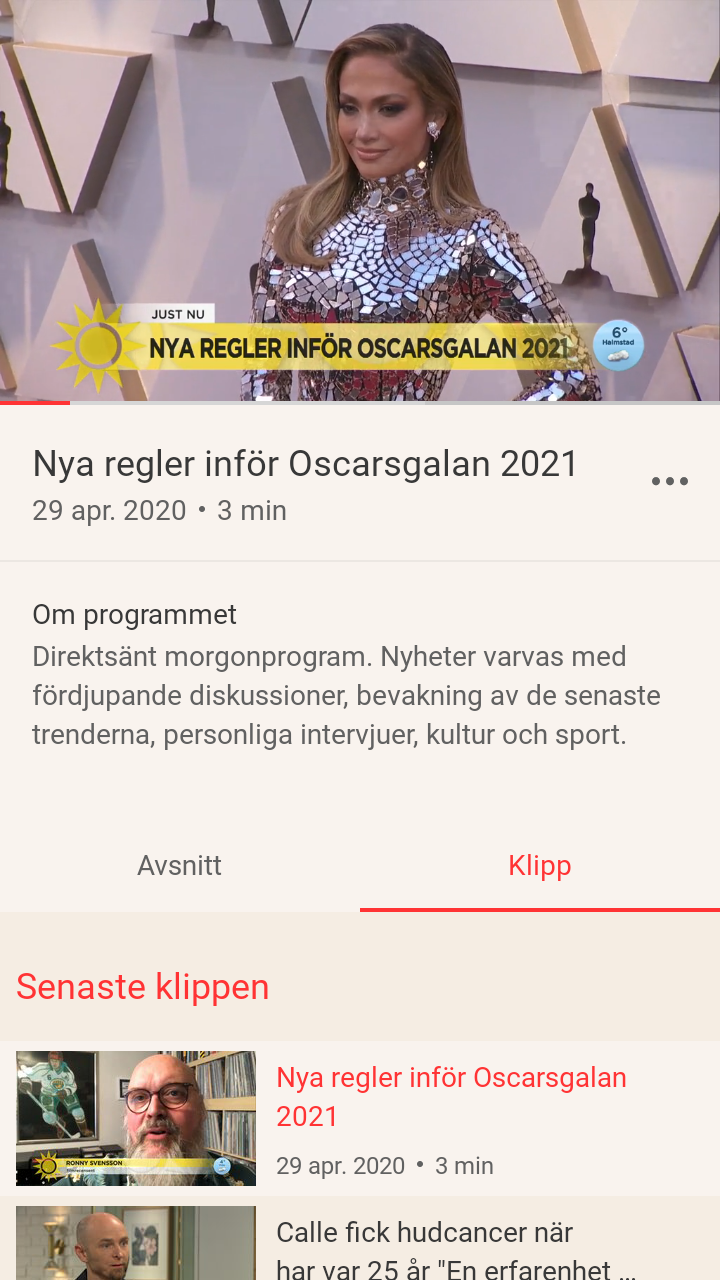 JUST NU
NYA REGLER INFÖR OSCARSGALAN 2021
6°
Halmstad
Nya regler inför Oscarsgalan 2021
29 apr. 2020 • 3 min
Om programmet
Direktsänt morgonprogram. Nyheter varvas med
fördjupande diskussioner, bevakning av de senaste
trenderna, personliga intervjuer, kultur och sport.
Avsnitt
Klipp
Senaste klippen
RONNY SVENSSON
Nya regler inför Oscarsgalan
2021
29 apr. 2020 • 3 min
Calle fick hudcancer när
har var 25 år "En erfarenhet ...